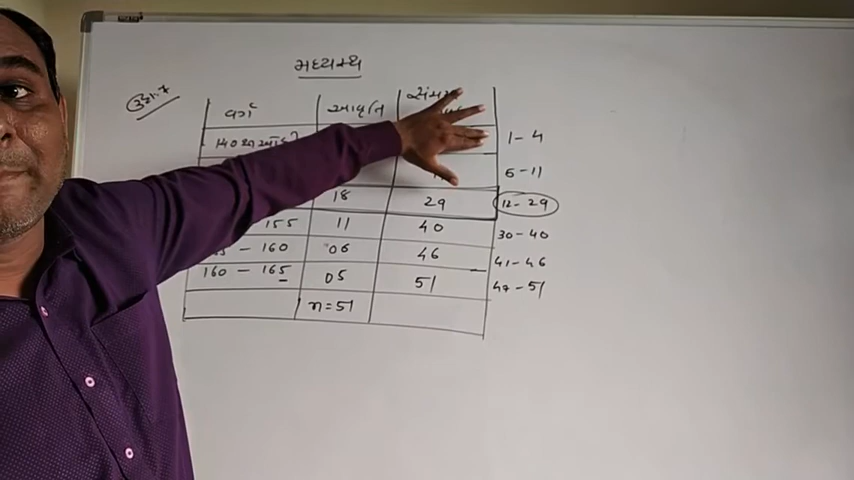 મધ્યસ્થ
ઉદા.7
વર્ગ આવૃત્તિ
140 થી ઓછી 1-4
6-11
18 29 12-29
155 11 40 30-40
- 160 06 46 41-46
160 - 165 05 51 47-51
n=51